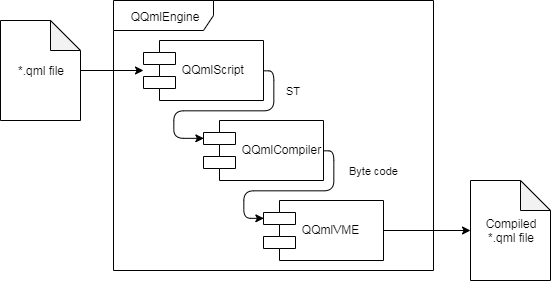 QQmlEngine
*.qml file
QQmlScript
ST
QQmlCompiler
Byte code
QQmlVME
Compiled
*.qml file